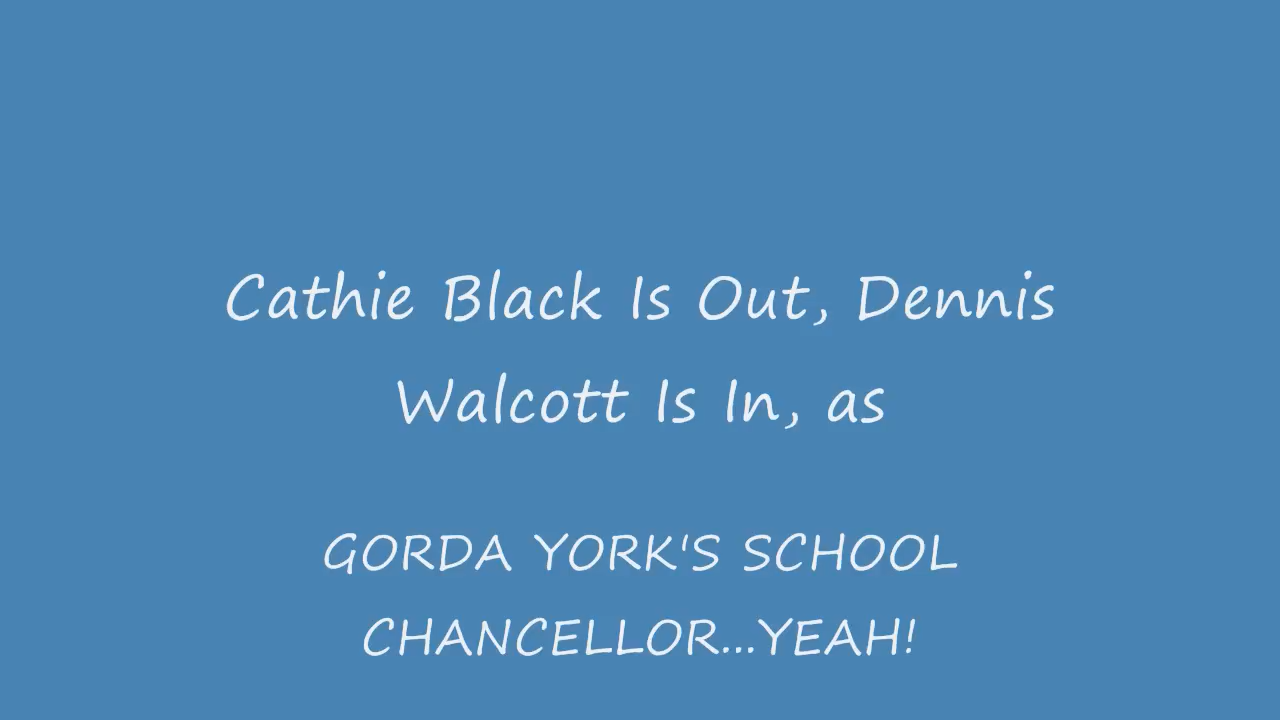 Cathie Black Is Out, Dennis
Walcott Is In, as
GORDA YORK'S SCHOOL
CHANCELLOR...YEAH!